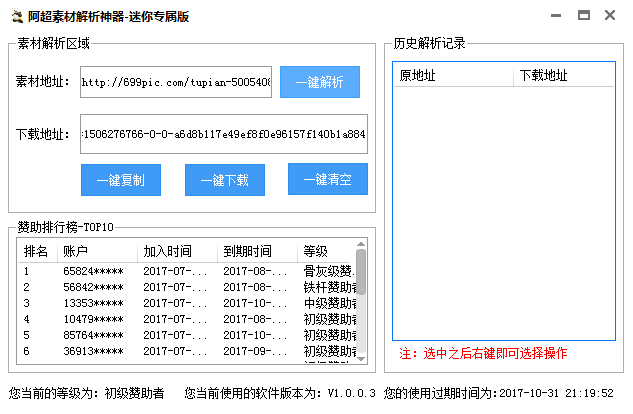 阿超素材解析神器-迷你专属版
素材解析区域
素材地址: http://699pic.com/tupian-5005408 一键解析
下载地址: :1506276766-0-0-a6d8b117e49ef8f0e96157f140b1a884
一键复制 一键下载 一键清空
赞助排行榜-TOP10
排名 账户 加入时间 到期时间 等级
1 65824***** 2017-07-... 2017-08-... 骨灰级赞.
2 56842***** 2017-07-... 2017-08-... 铁杆赞助者
3 13353***** 2017-07-... 2017-10-... 中级赞助者
4 10479***** 2017-07-... 2017-08-... 初级赞助者
5 85764***** 2017-07-... 2017-10-... 初级赞助者
6 36913***** 2017-07-... 2017-09-... 初级赞助者
历史解析记录
原地址 下载地址
注: 选中之后右键即可选择操作
您当前的等级为: 初级赞助者 您当前使用的软件版本为: V1.0.0.3 您的使用过期时间为:2017-10-31 21:19:52